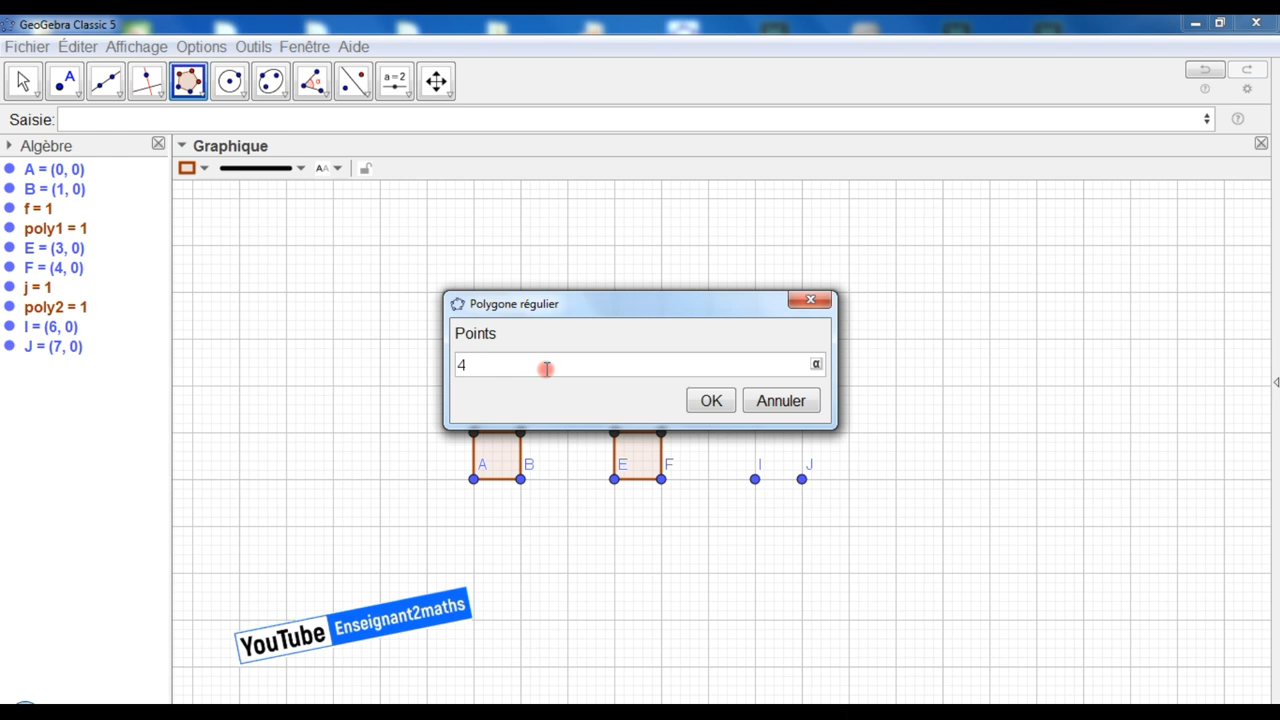 GeoGebra Classic 5
Fichier Éditer Affichage Options Outils Fenêtre Aide
A
a=2
Saisie:
Algèbre
Graphique
AA
A = (0, 0)
B = (1, 0)
f = 1
poly1 = 1
E = (3, 0)
F = (4, 0)
j = 1
poly2 = 1
I = (6, 0)
J = (7, 0)
Polygone régulier
Points
4
α
OK Annuler
A B E F I J
YouTube Enseignant2maths